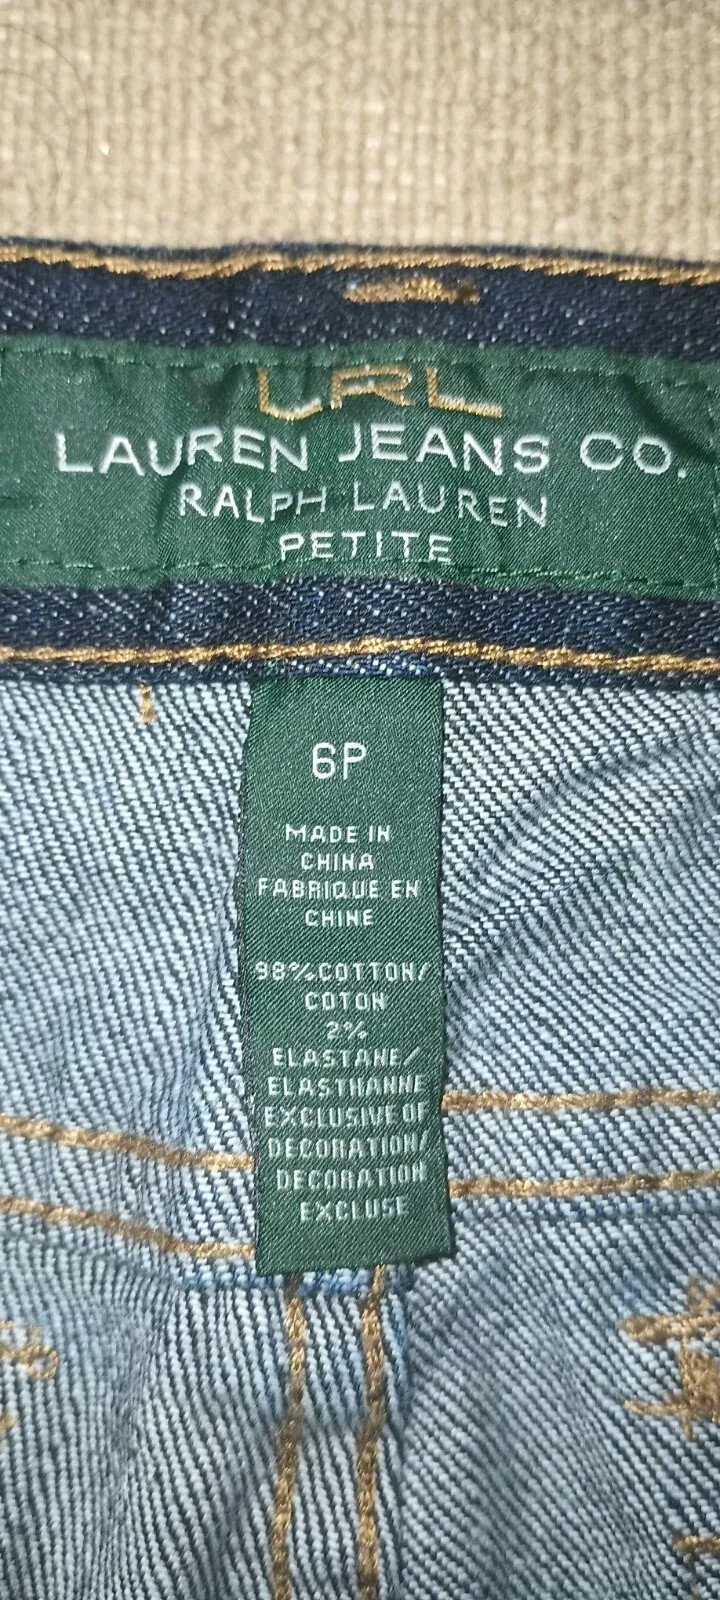 LRL
LAUREN JEANS CO.
RALPH LAUREN
PETITE
6P
MADE IN
CHINA
FABRIQUE EN
CHINE
98% COTTON/
COTON
2%
ELASTANE/
ELASTHANNE
EXCLUSIVE OF
DECORATION/
DECORATION
EXCLUSE